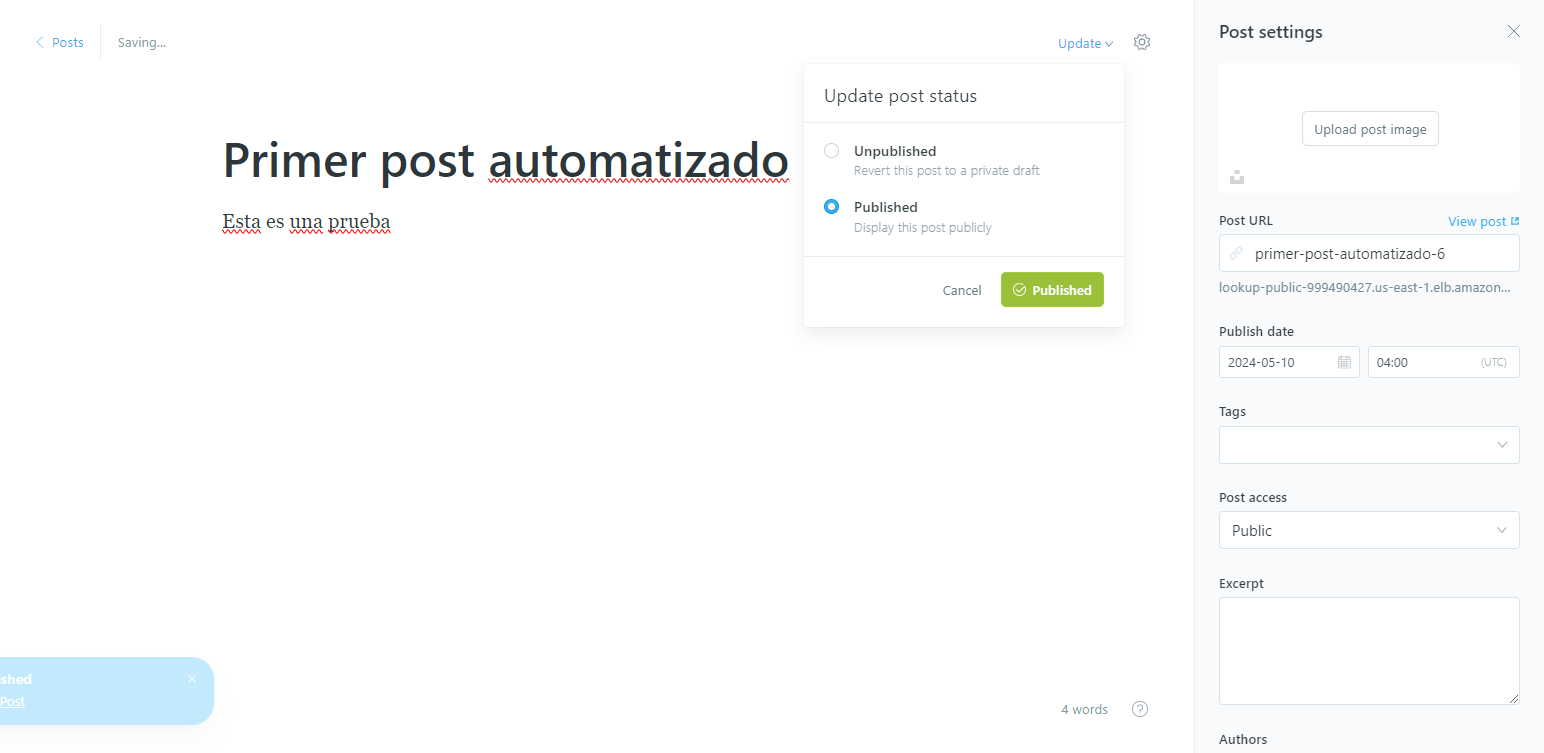 Posts
Saving...
Update
Post settings
Update post status
Upload post image
Primer post automatizado
Unpublished
Revert this post to a private draft
Esta es una prueba
Published
Display this post publicly
Post URL
View post
primer-post-automatizado-6
lookup-public-999490427.us-east-1.elb.amazon...
Cancel
Published
Publish date
2024-05-10
04:00
(UTC)
Tags
Post access
Public
Excerpt
shed
Post
4 words
Authors